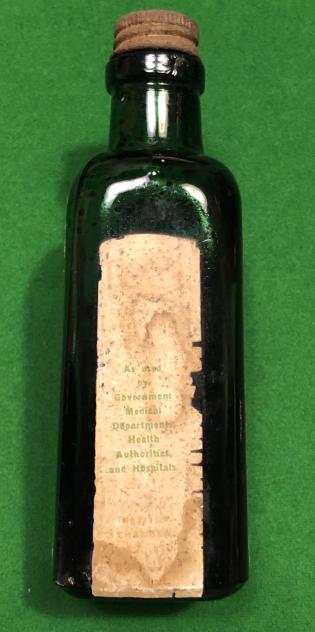 As used
by
Government
Medical
Departments,
Health
Authorities,
and Hospitals